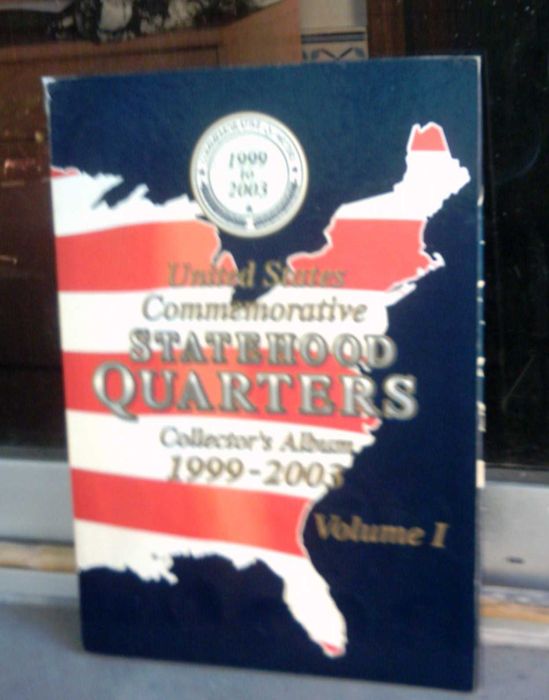 1999
to
2003
United States
Commemorative
STATEHOOD
QUARTERS
Collector's Album
1999-2003
Volume I